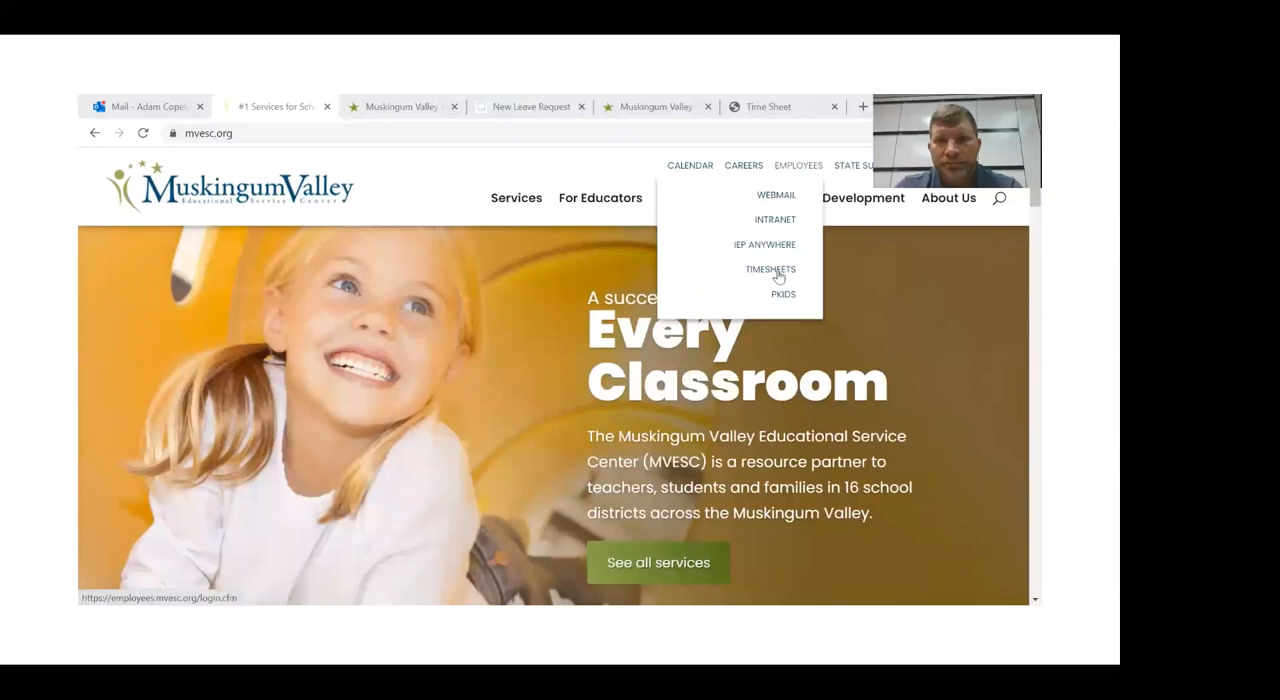 Mail - Adam Copel
#1 Services for Sch
Muskingum Valley
New Leave Request
Muskingum Valley
Time Sheet
mvesc.org
MuskingumValley
Educational Service Center
CALENDAR CAREERS EMPLOYEES STATE SU
Services For Educators Development About Us
WEBMAIL
INTRANET
IEP ANYWHERE
TIMESHEETS
PKIDS
A succe
Every
Classroom
The Muskingum Valley Educational Service
Center (MVESC) is a resource partner to
teachers, students and families in 16 school
districts across the Muskingum Valley.
See all services
https://employees.mvesc.org/login.cfm